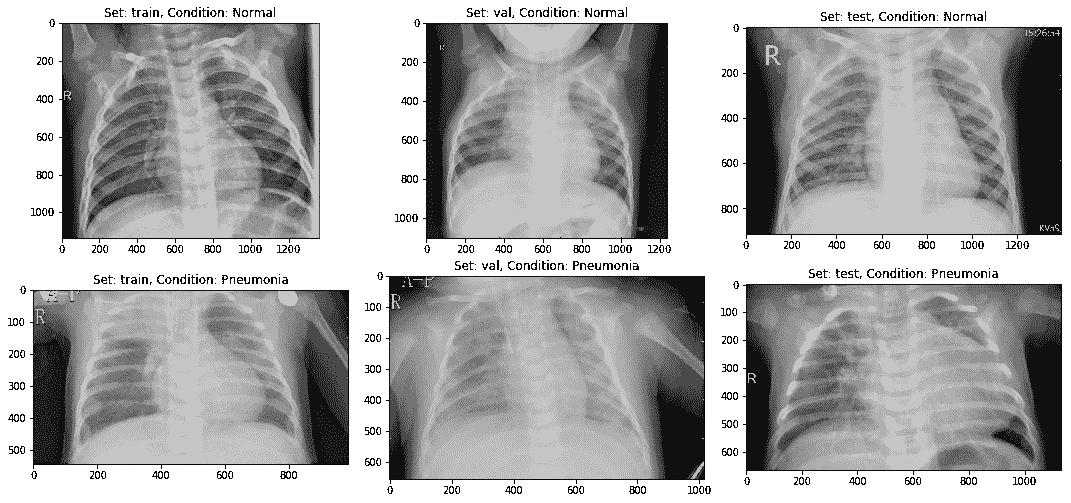 Set: train, Condition: Normal
0
200
400
600
800
1000
R
0 200 400 600 800 1000 1200
Set: val, Condition: Normal
0
200
400
600
800
1000
R
0 200 400 600 800 1000 1200
Set: test, Condition: Normal
0
200
400
600
800
R
0 200 400 600 800 1000 1200
Set: train, Condition: Pneumonia
0
100
200
300
400
500
R
0 200 400 600 800
Set: val, Condition: Pneumonia
0
100
200
300
400
500
600
A-P
R
0 200 400 600 800 1000
Set: test, Condition: Pneumonia
0
100
200
300
400
500
600
R
0 200 400 600 800 1000